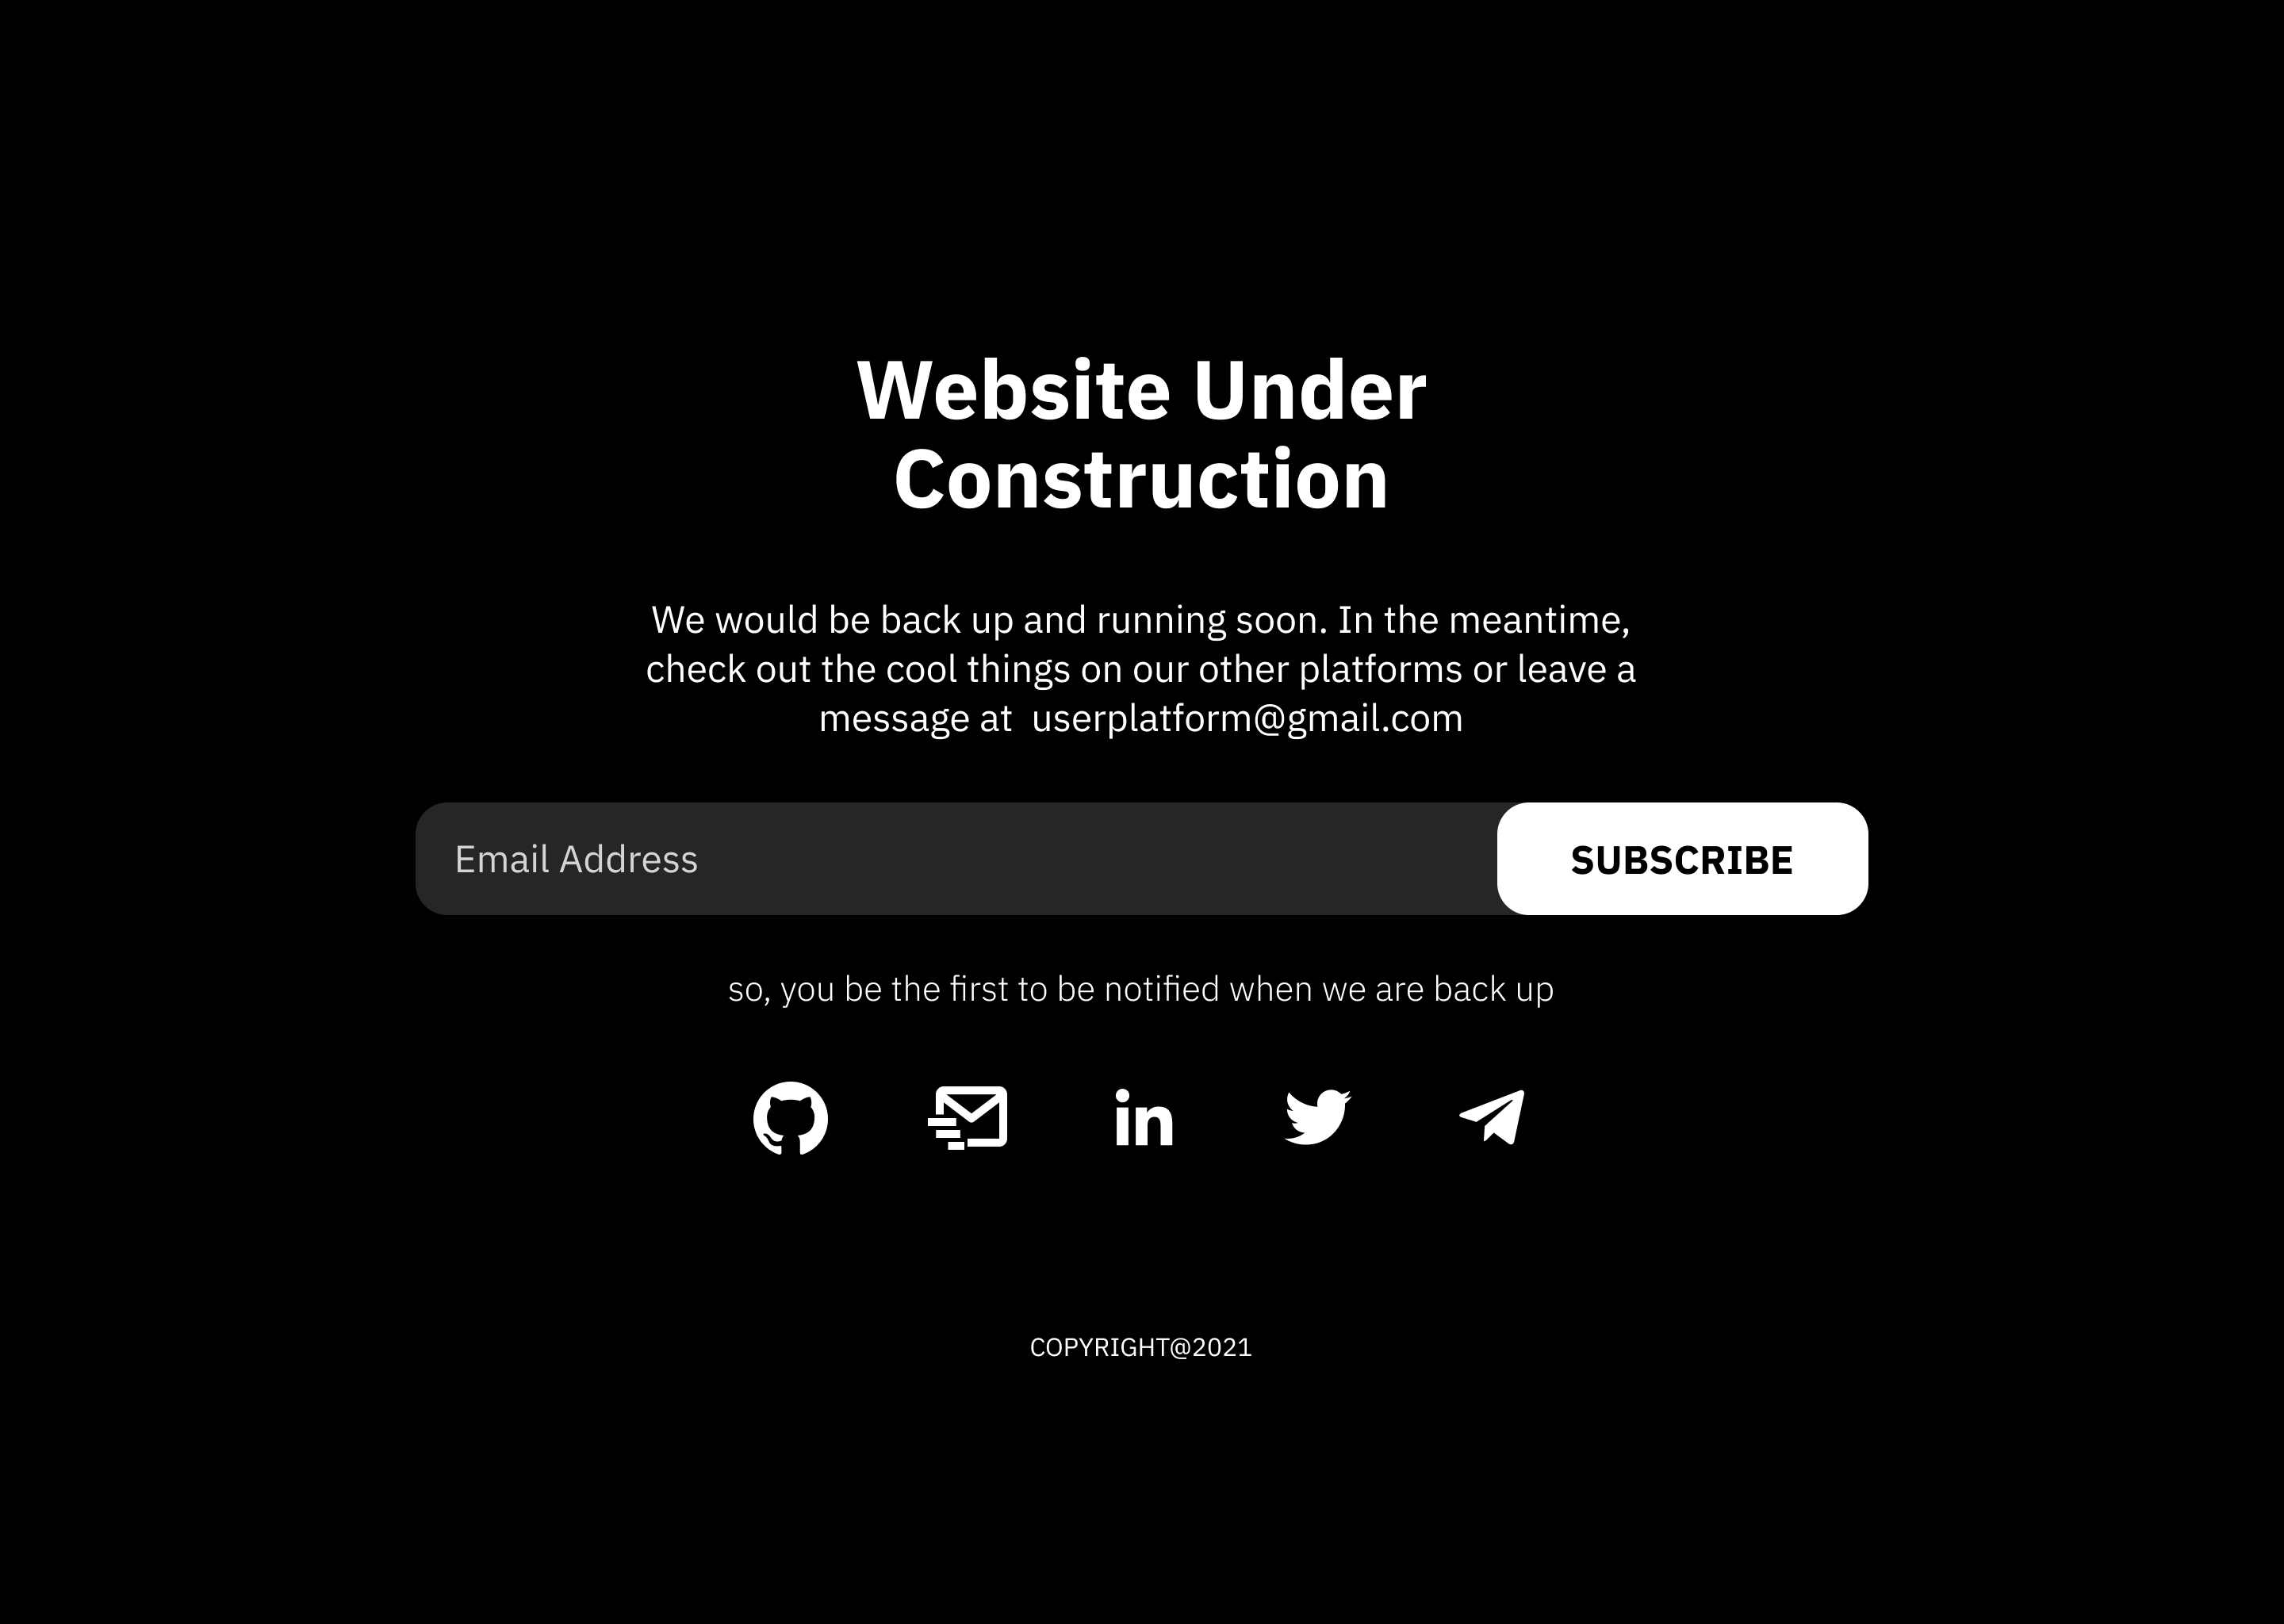 Website Under
Construction
We would be back up and running soon. In the meantime,
check out the cool things on our other platforms or leave a
message at  userplatform@gmail.com
Email Address
SUBSCRIBE
so, you be the first to be notified when we are back up
in
COPYRIGHT@2021